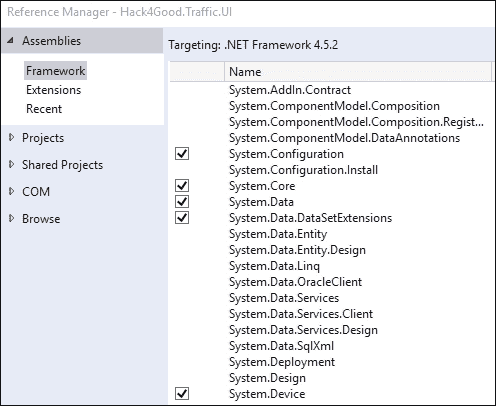 Reference Manager - Hack4Good.Traffic.UI
Assemblies
Framework
Extensions
Recent
Projects
Shared Projects
COM
Browse
Targeting: .NET Framework 4.5.2
Name
System.AddIn.Contract
System.ComponentModel.Composition
System.ComponentModel.Composition.Regist...
System.ComponentModel.DataAnnotations
System.Configuration
System.Configuration.Install
System.Core
System.Data
System.Data.DataSetExtensions
System.Data.Entity
System.Data.Entity.Design
System.Data.Linq
System.Data.OracleClient
System.Data.Services
System.Data.Services.Client
System.Data.Services.Design
System.Data.SqlXml
System.Deployment
System.Design
System.Device